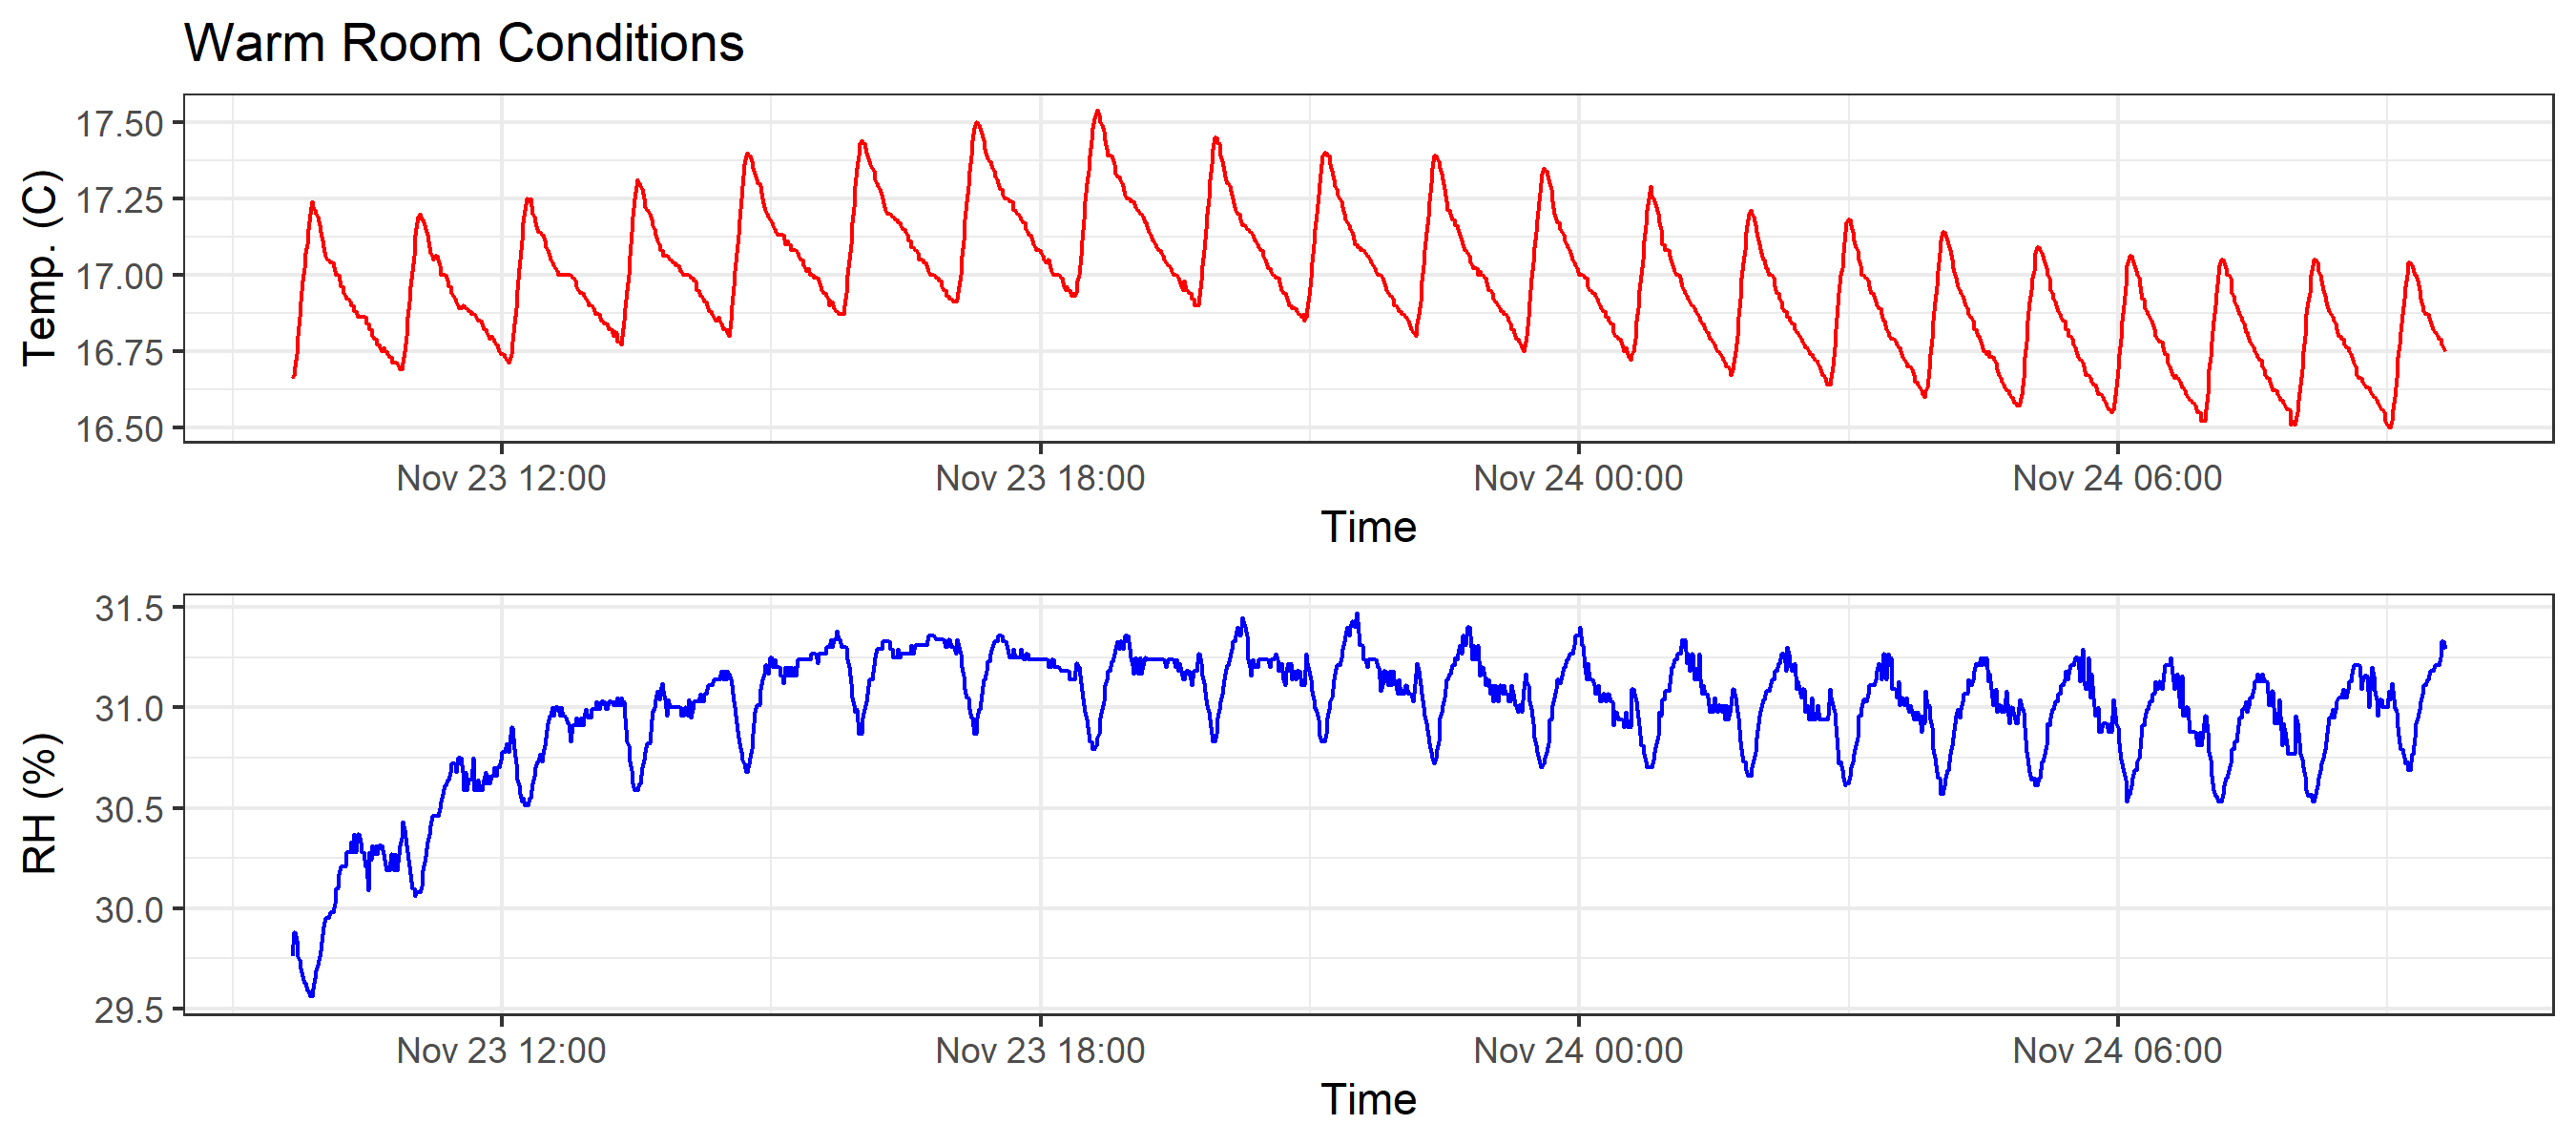 Warm Room Conditions
Temp. (C)
17.50
17.25
17.00
16.75
16.50
Nov 23 12:00 Nov 23 18:00 Nov 24 00:00 Nov 24 06:00
Time
RH (%)
31.5
31.0
30.5
30.0
29.5
Nov 23 12:00 Nov 23 18:00 Nov 24 00:00 Nov 24 06:00
Time